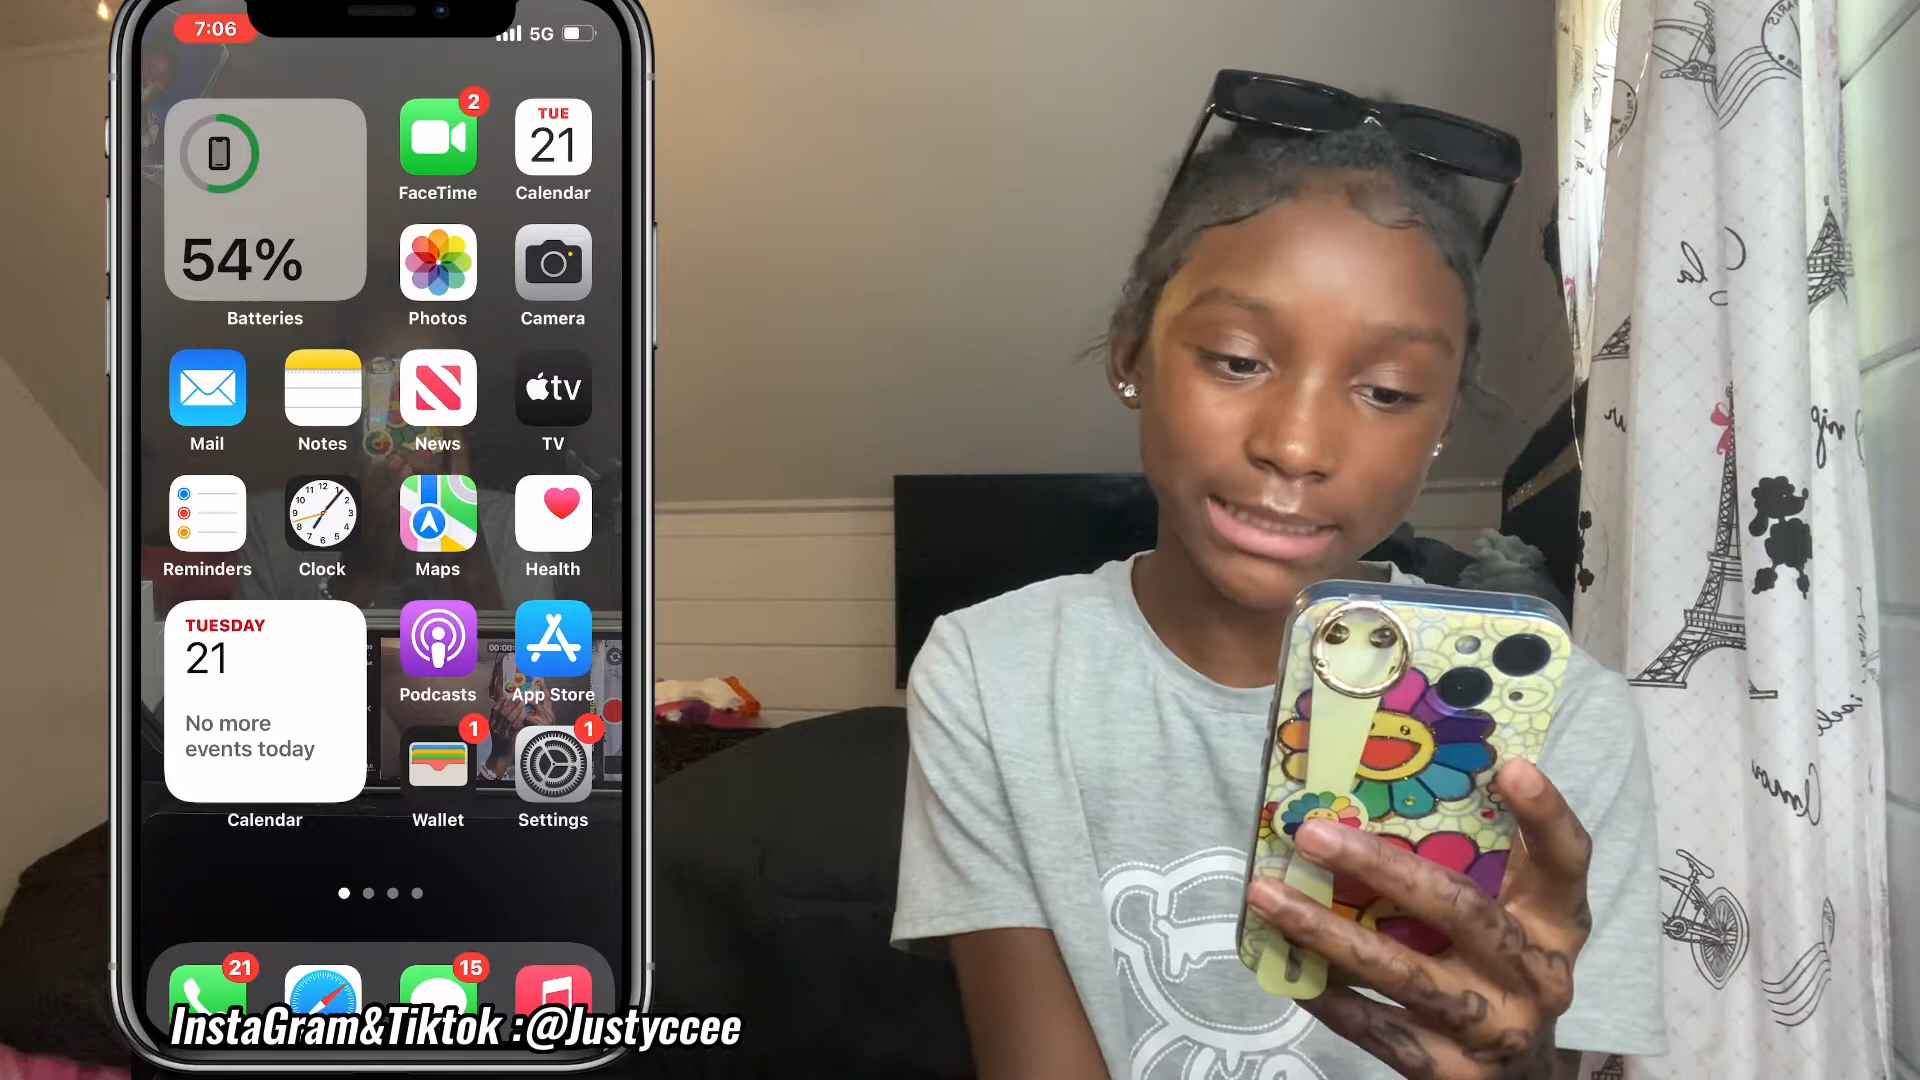 7:06
5G
54%
Batteries
2
FaceTime
TUE
21
Calendar
Photos
Camera
Mail
Notes
News
tv
TV
Reminders
Clock
Maps
Health
TUESDAY
21
No more
events today
Calendar
Podcasts
App Store
1
Wallet
1
Settings
21
15
InstaGram&Tiktok :@Justyccee